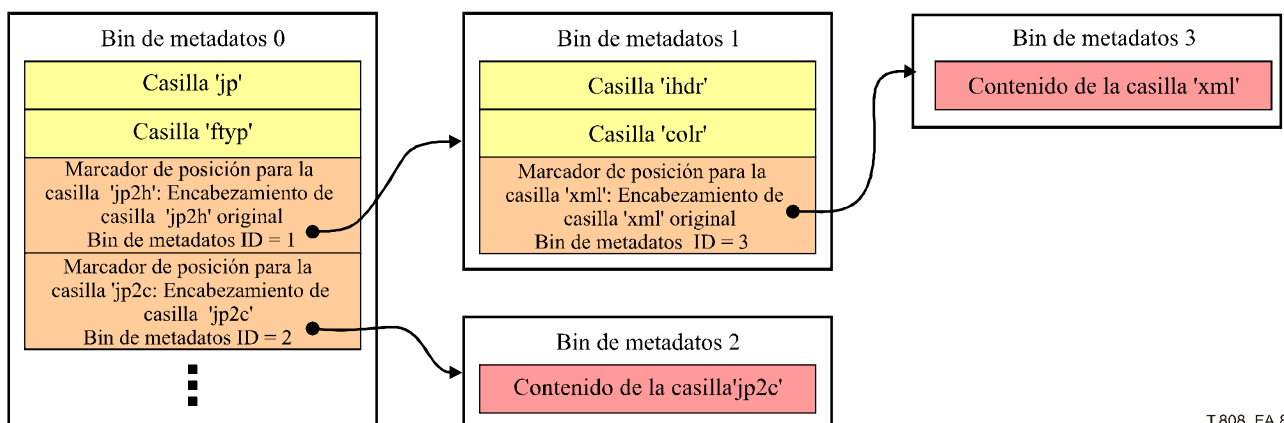 Bin de metadatos 0
Casilla 'jp'
Casilla 'ftyp'
Marcador de posición para la
casilla 'jp2h': Encabezamiento de
casilla 'jp2h' original
Bin de metadatos ID = 1
Marcador de posición para la
casilla 'jp2c: Encabezamiento de
casilla 'jp2c'
Bin de metadatos ID = 2
Bin de metadatos 1
Casilla 'ihdr'
Casilla 'colr'
Marcador de posición para la
casilla 'xml': Encabezamiento de
casilla 'xml' original
Bin de metadatos ID = 3
Bin de metadatos 2
Contenido de la casilla'jp2c'
Bin de metadatos 3
Contenido de la casilla 'xml'